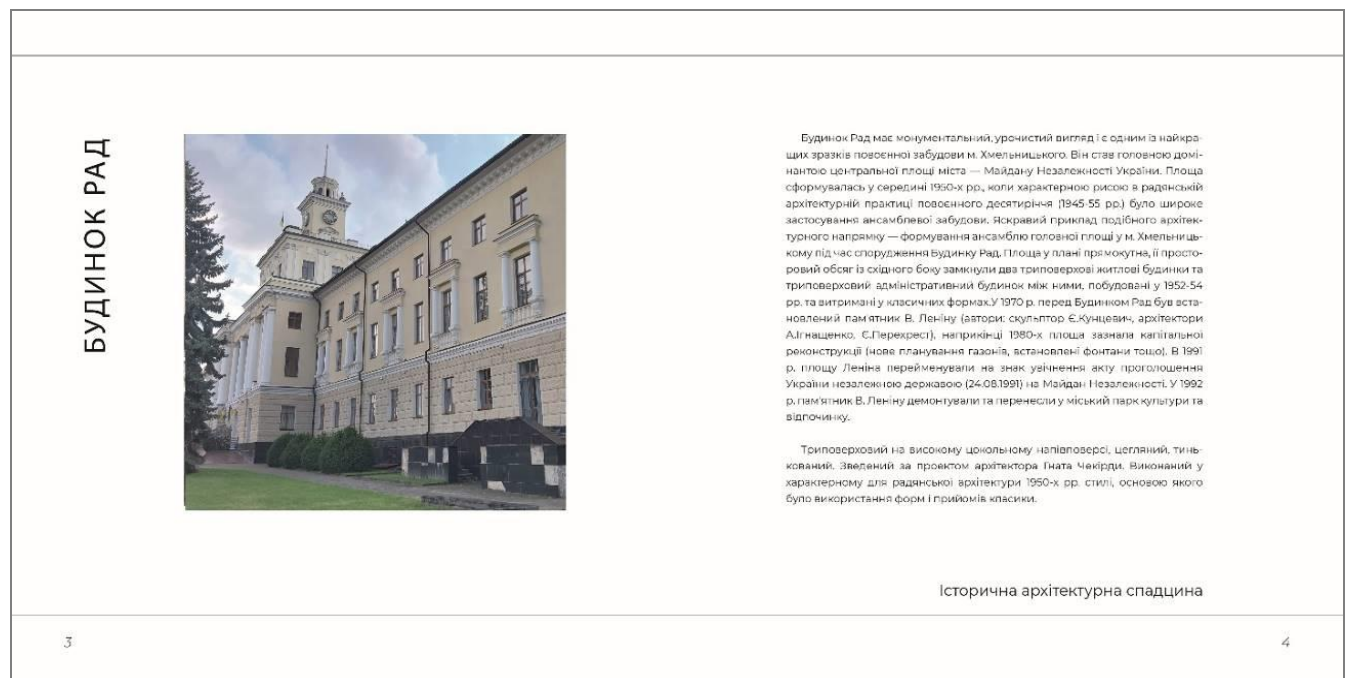 БУДИНОК РАД
Будинок Рад має монументальний, урочистий вигляд і є одним із найкра-
щих зразків повоєнної забудови м. Хмельницького. Він став головною домі-
нантою центральної площі міста — Майдану Незалежності України. Площа
сформувалась у середині 1950-х рр., коли характерною рисою в радянській
архітектурній практиці повоєнного десятиріччя (1945-55 рр.) було широке
застосування ансамблевої забудови. Яскравий приклад подібного архітек-
турного напрямку — формування ансамблю головної площі у м. Хмельниць-
кому під час спорудження Будинку Рад. Площа у плані прямокутна, її просто-
ровий обсяг із східного боку замкнули два триповерхові житлові будинки та
триповерховий адміністративний будинок між ними, побудовані у 1952-54
рр. та витримані у класичних формах.У 1970 р. перед Будинком Рад був вста-
новлений пам'ятник В. Леніну (автори: скульптор Є.Кунцевич, архітектори
А.Ігнащенко, Є.Перехрест), наприкінці 1980-х площа зазнала капітальної
реконструкції (нове планування газонів, встановлені фонтани тощо). В 1991
р. площу Леніна перейменували на знак увічнення акту проголошення
України незалежною державою (24.08.1991) на Майдан Незалежності. У 1992
р. пам'ятник В. Леніну демонтували та перенесли у міський парк культури та
відпочинку.
Триповерховий на високому цокольному напівповерсі, цегляний, тинь-
кований. Зведений за проектом архітектора Гната Чекірди. Виконаний у
характерному для радянської архітектури 1950-х рр. стилі, основою якого
було використання форм і прийомів класики.
Історична архітектурна спадщина
3
4